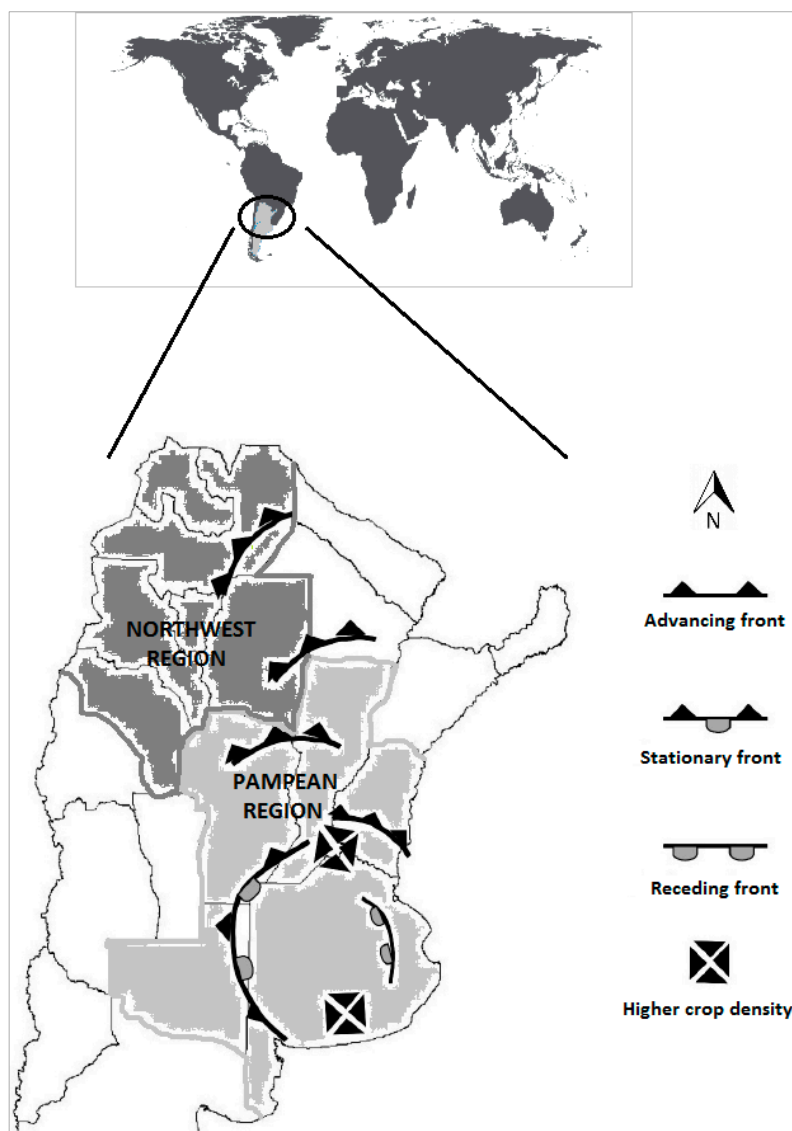 NORTHWEST
REGION
PAMPEAN
REGION
N
Advancing front
Stationary front
Receding front
Higher crop density